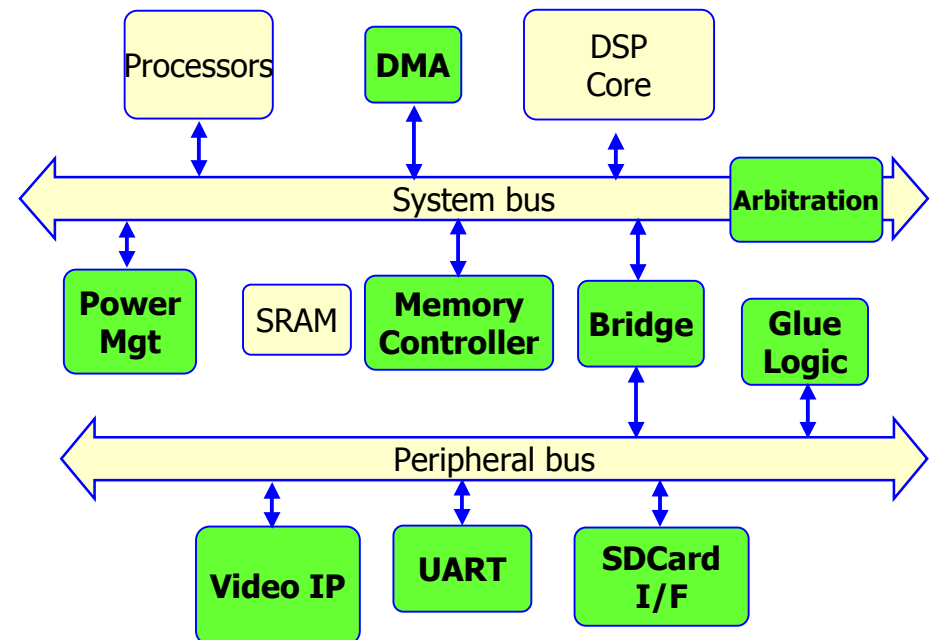 Processors
DMA
DSP
Core
System bus
Arbitration
Power
Mgt
SRAM
Memory
Controller
Bridge
Glue
Logic
Peripheral bus
Video IP
UART
SDCard
I/F